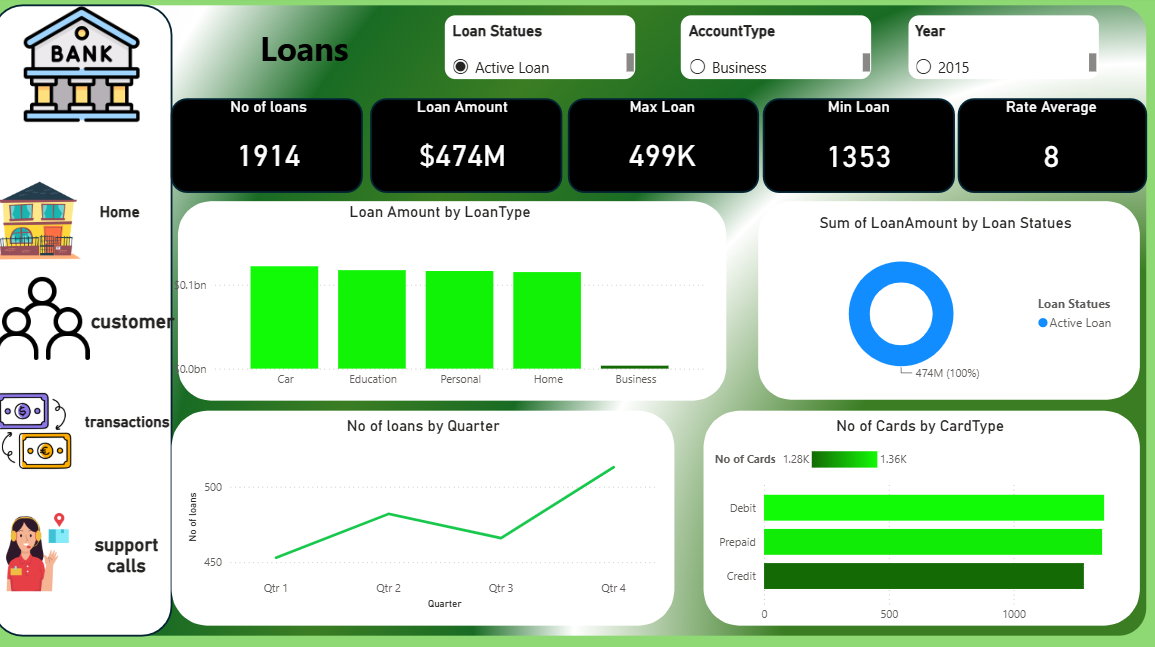 BANK
Loans
Loan Statues
Active Loan
AccountType
Business
Year
2015
No of loans
1914
Loan Amount
$474M
Max Loan
499K
Min Loan
1353
Rate Average
8
Home
customer
transactions
support
calls
Loan Amount by LoanType
$0.1bn
$0.0bn
Car
Education
Personal
Home
Business
Sum of LoanAmount by Loan Statues
Loan Statues
Active Loan
474M (100%)
No of loans by Quarter
No of loans
500
450
Qtr 1
Qtr 2
Qtr 3
Qtr 4
Quarter
No of Cards by CardType
No of Cards 1.28K 1.36K
Debit
Prepaid
Credit
0
500
1000